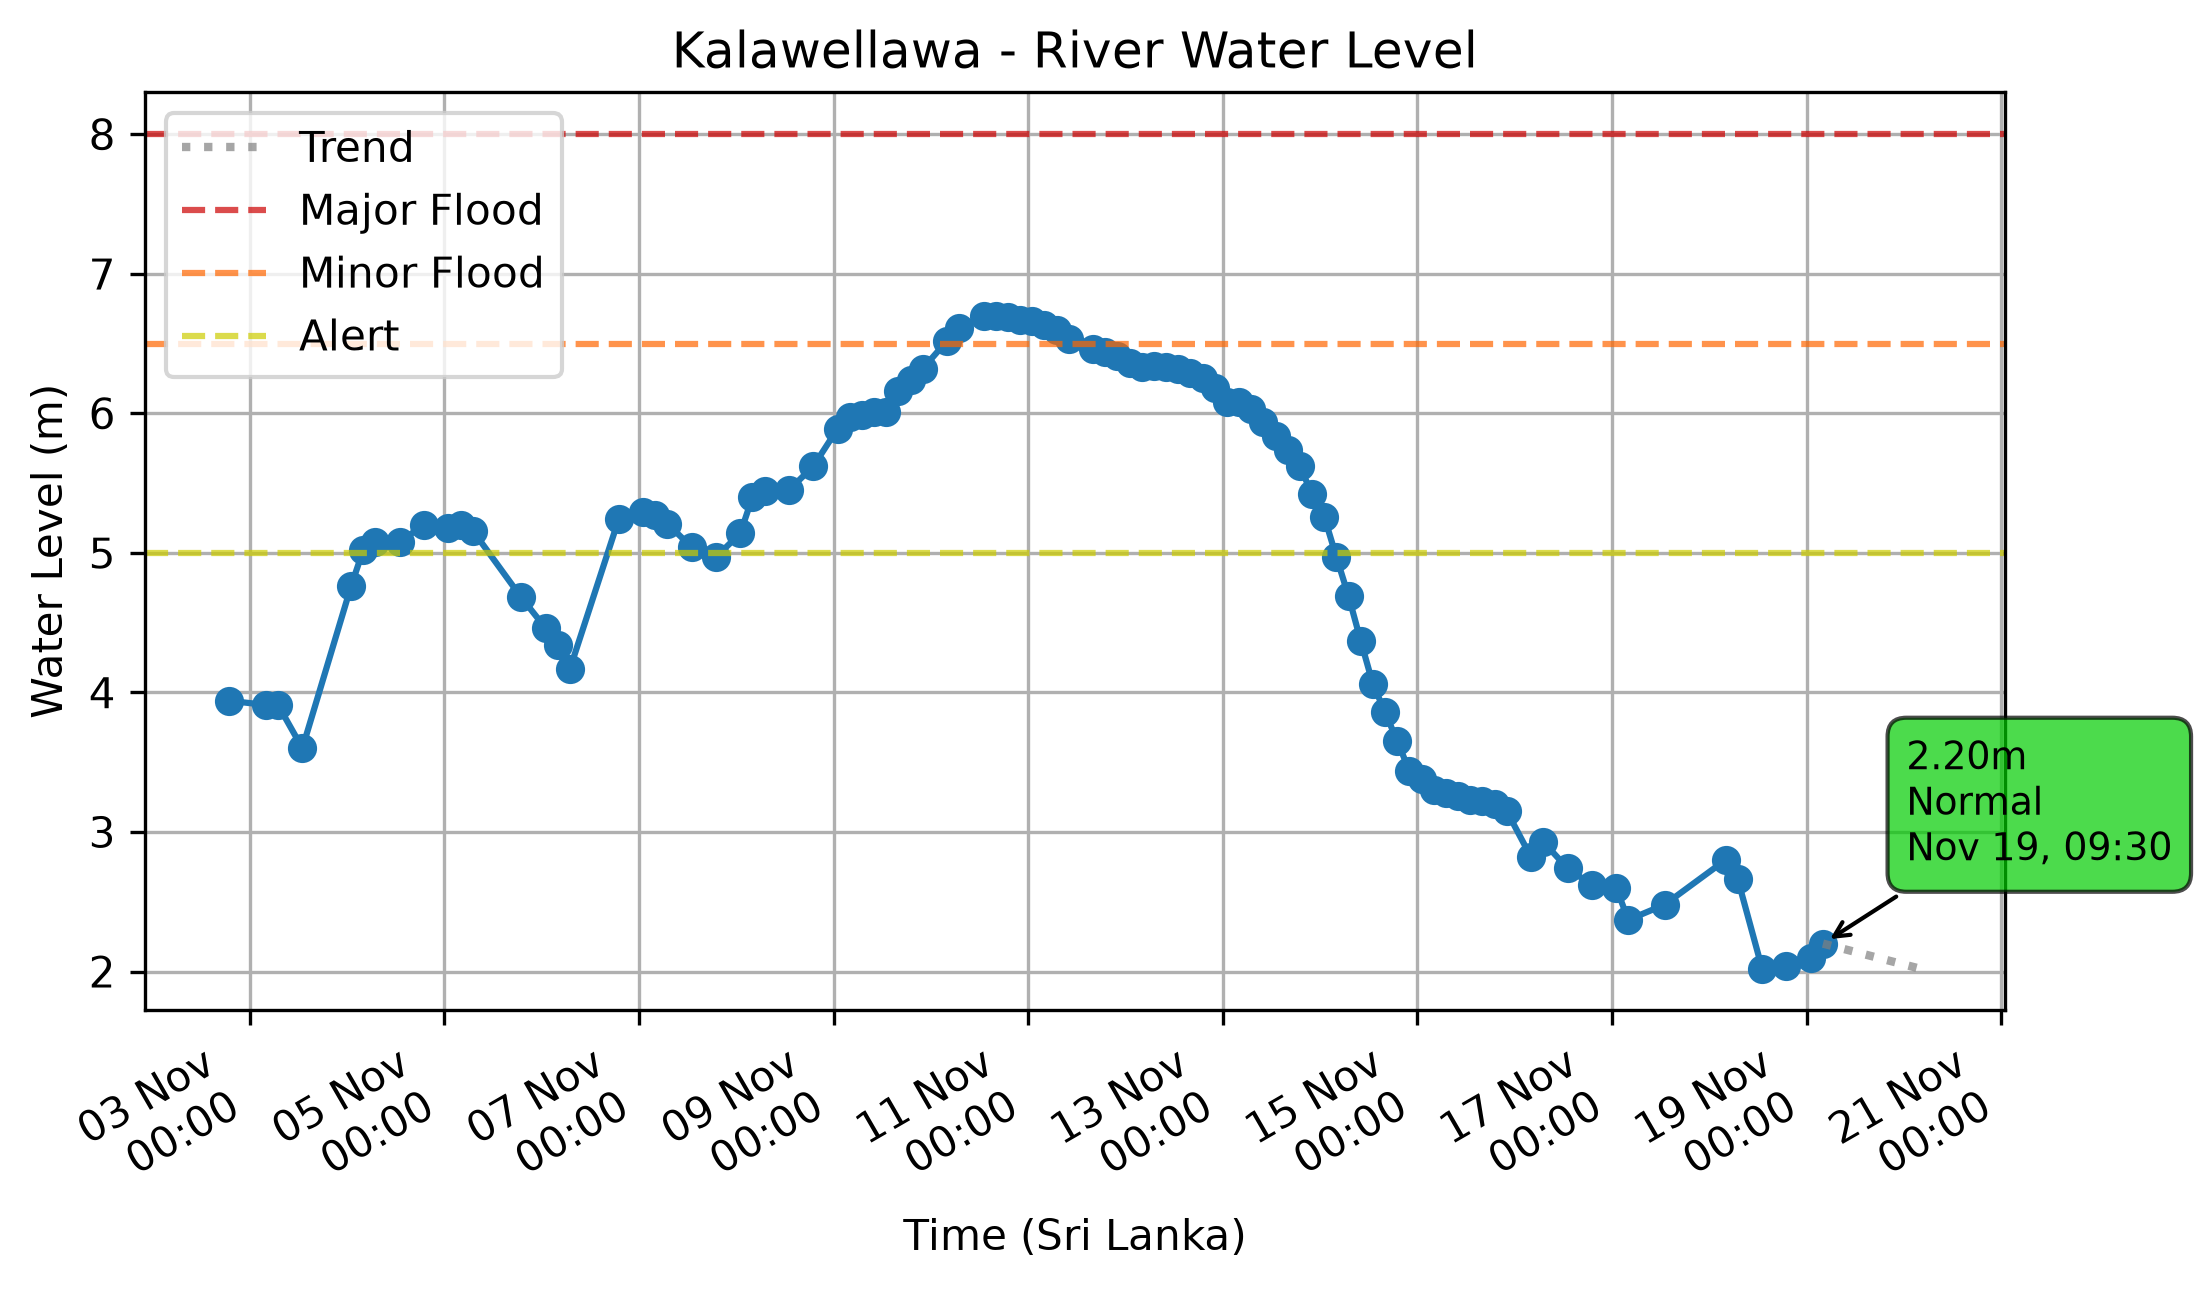 Kalawellawa - River Water Level
Trend
Major Flood
Minor Flood
Alert
8
7
6
5
4
3
2
Water Level (m)
2.20m
Normal
Nov 19, 09:30
03 Nov
00:00
05 Nov
00:00
07 Nov
00:00
09 Nov
00:00
11 Nov
00:00
13 Nov
00:00
15 Nov
00:00
17 Nov
00:00
19 Nov
00:00
21 Nov
00:00
Time (Sri Lanka)